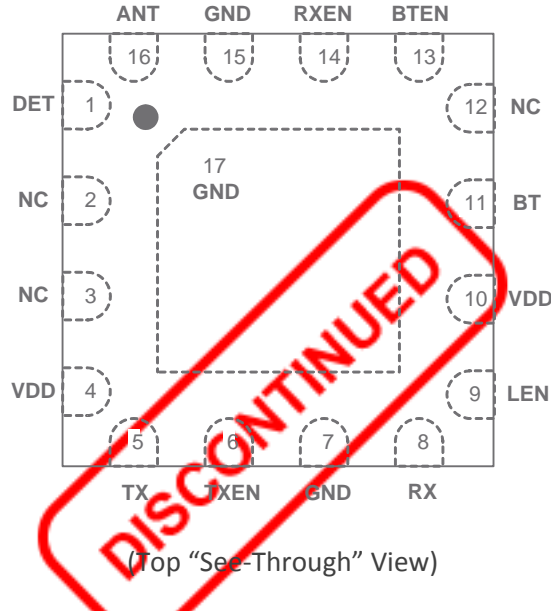 ANT GND RXEN BTEN
16 15 14 13
DET 1 12 NC
17
GND
NC 2 11 BT
NC 3 10 VDD
VDD 4 9 LEN
5 6 7 8
TX TXEN GND RX
DISCONTINUED
(Top “See-Through” View)